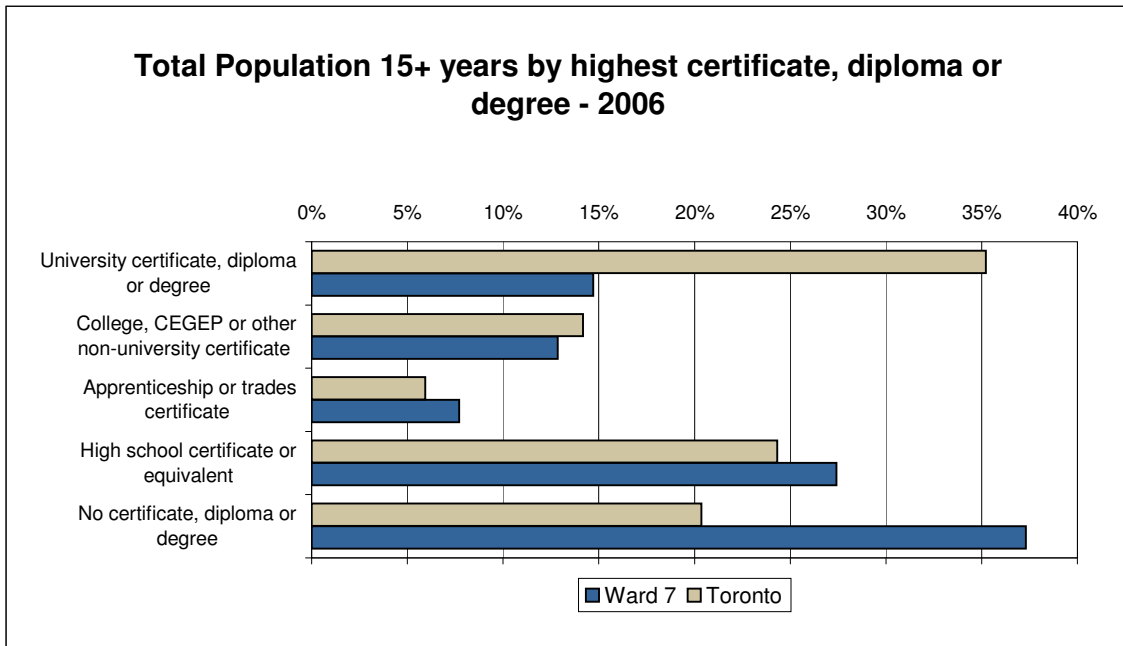 Total Population 15+ years by highest certificate, diploma or
degree - 2006
0% 5% 10% 15% 20% 25% 30% 35% 40%
University certificate, diploma
or degree
College, CEGEP or other
non-university certificate
Apprenticeship or trades
certificate
High school certificate or
equivalent
No certificate, diploma or
degree
Ward 7 Toronto